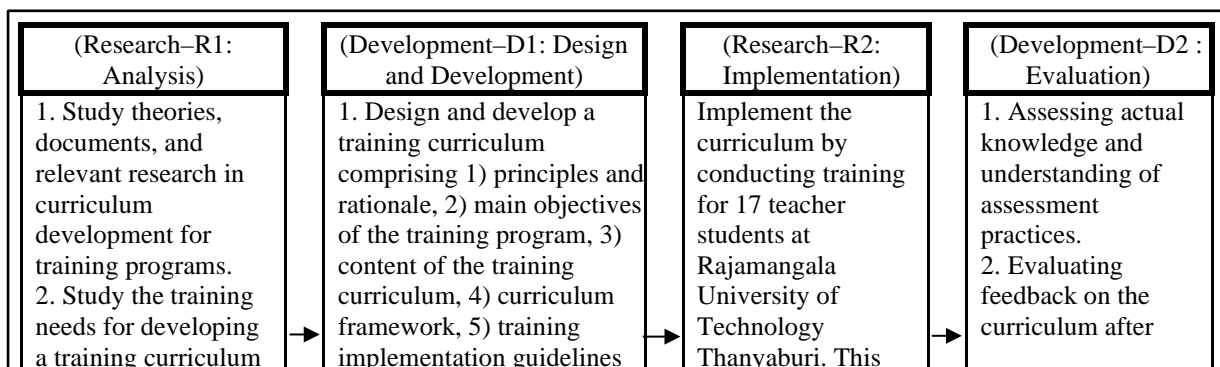 (Research–R1:
Analysis)
1. Study theories,
documents, and
relevant research in
curriculum
development for
training programs.
2. Study the training
needs for developing
a training curriculum
(Development–D1: Design
and Development)
1. Design and develop a
training curriculum
comprising 1) principles and
rationale, 2) main objectives
of the training program, 3)
content of the training
curriculum, 4) curriculum
framework, 5) training
implementation guidelines
(Research–R2:
Implementation)
Implement the
curriculum by
conducting training
for 17 teacher
students at
Rajamangala
University of
Technology
Thanyaburi. This
(Development–D2 :
Evaluation)
1. Assessing actual
knowledge and
understanding of
assessment
practices.
2. Evaluating
feedback on the
curriculum after